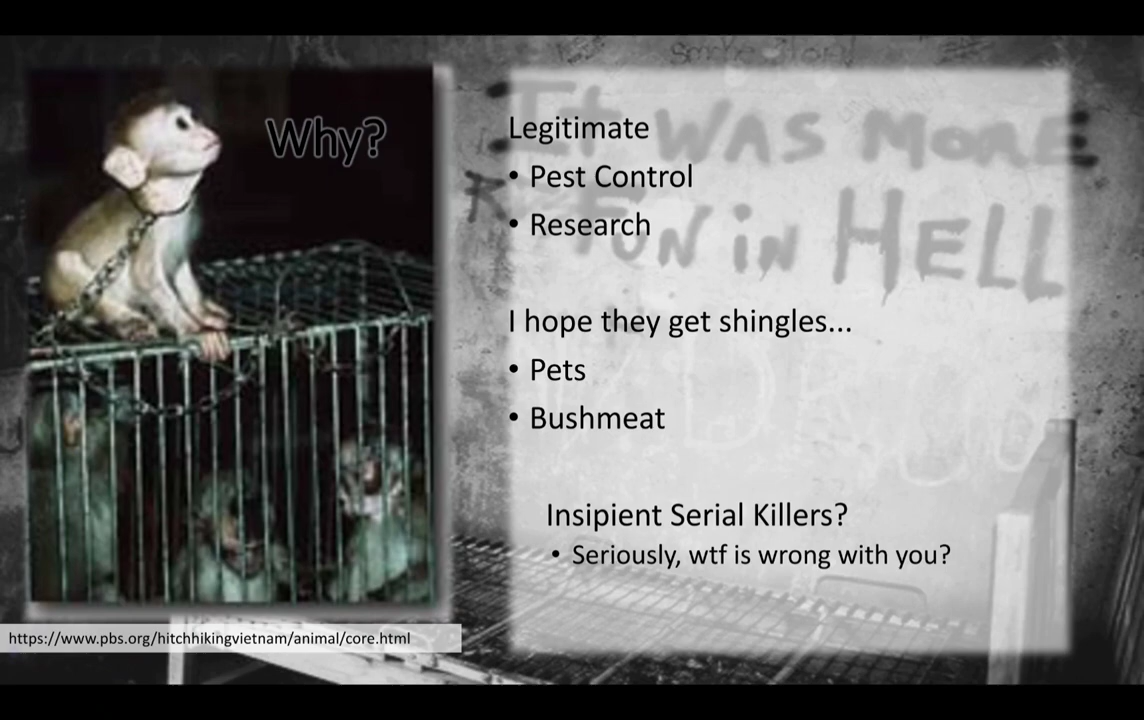 Why?
Legitimate
• Pest Control
• Research
I hope they get shingles...
• Pets
• Bushmeat
Insipient Serial Killers?
• Seriously, wtf is wrong with you?
https://www.pbs.org/hitchhikingvietnam/animal/core.html
It WAS MORE
FUN in HELL